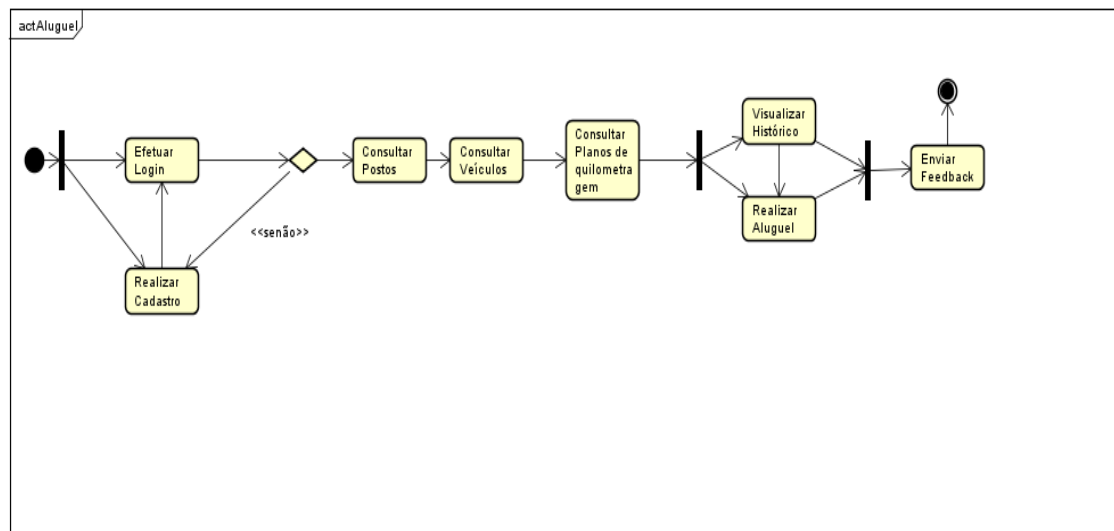 actAluguel
Efetuar
Login
Realizar
Cadastro
<<senão>>
Consultar
Postos
Consultar
Veículos
Consultar
Planos de
quilometra
gem
Visualizar
Histórico
Realizar
Aluguel
Enviar
Feedback